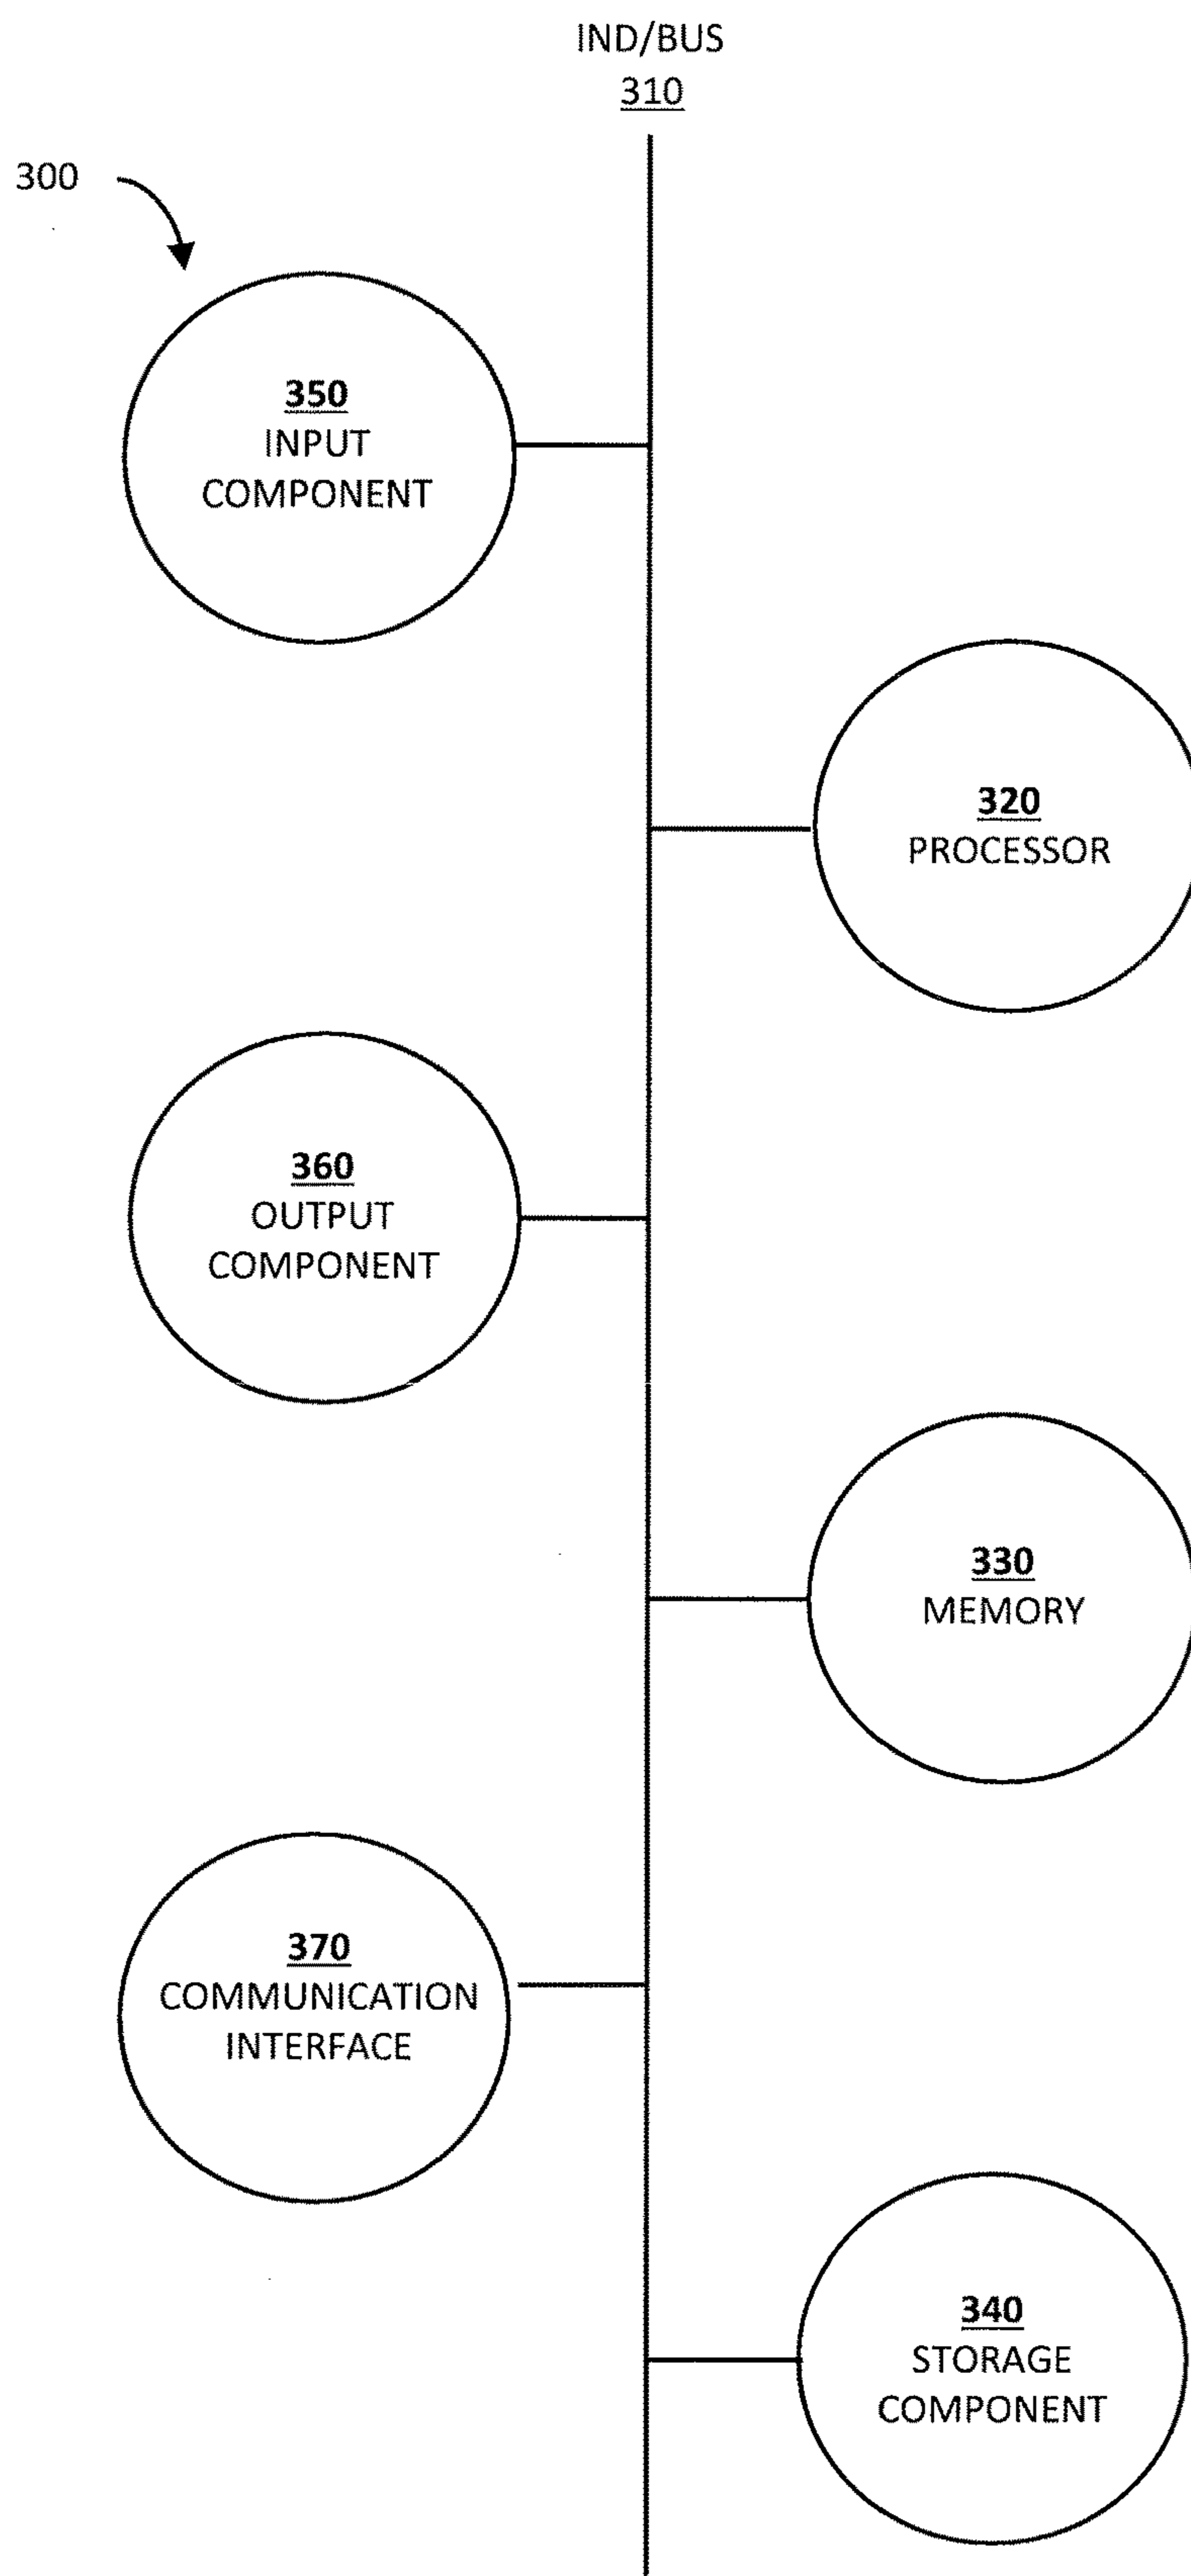 IND/BUS
310
300
350
INPUT
COMPONENT
320
PROCESSOR
360
OUTPUT
COMPONENT
330
MEMORY
370
COMMUNICATION
INTERFACE
340
STORAGE
COMPONENT